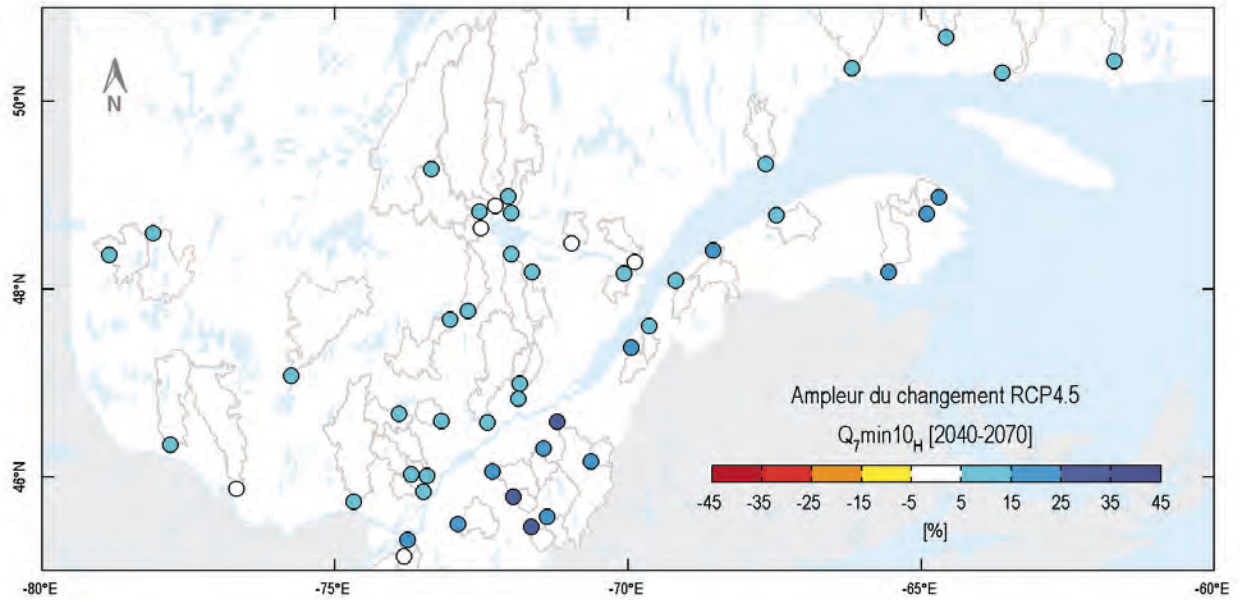 N
50°N
48°N
46°N
Ampleur du changement RCP4.5
Q7min10H [2040-2070]
-45 -35 -25 -15 -5 5 15 25 35 45
[%]
-80°E -75°E -70°E -65°E -60°E